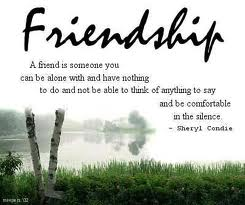 Friendship
A friend is someone you
can be alone with and have nothing
to do and not be able to think of anything to say
and be comfortable
in the silence.
- Sheryl Condie